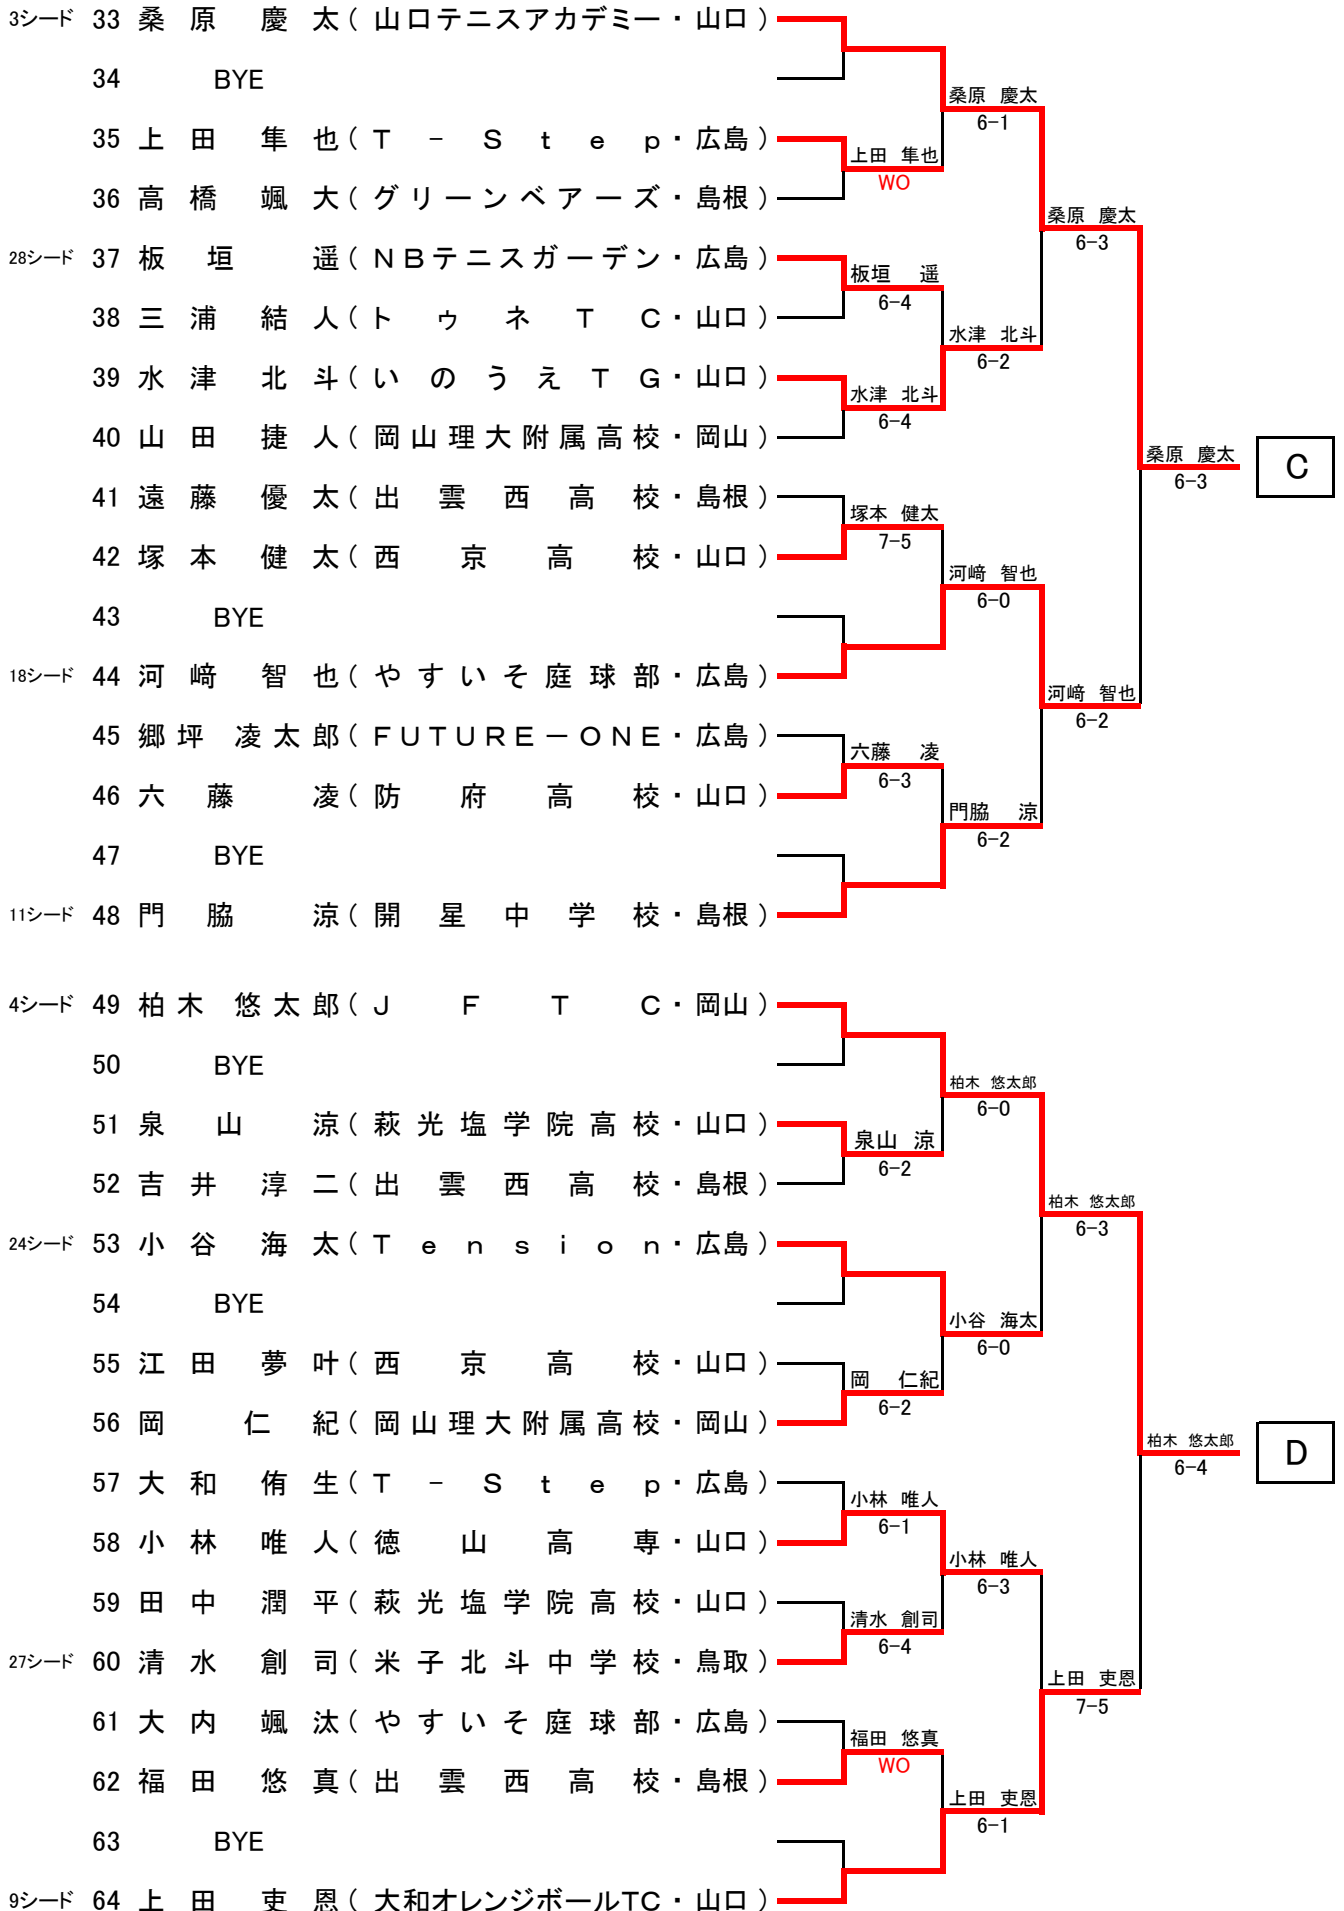 3シード 33 桑原 慶太 ( 山口テニスアカデミー ・ 山口 )
34 BYE
桑原 慶太
6-1
35 上田 隼也 ( T-Step ・ 広島 )
上田 隼也
WO
36 高橋 颯大 ( グリーンベアーズ ・ 島根 )
桑原 慶太
6-3
28シード 37 板垣 遥 ( NBテニスガーデン ・ 広島 )
板垣 遥
6-4
38 三浦 結人 ( トゥネTC ・ 山口 )
水津 北斗
6-2
39 水津 北斗 ( いのうえTG ・ 山口 )
水津 北斗
6-4
40 山田 捷人 ( 岡山理大附属高校 ・ 岡山 )
桑原 慶太
6-3
C
41 遠藤 優太 ( 出雲西高校 ・ 島根 )
塚本 健太
7-5
42 塚本 健太 ( 西京高校 ・ 山口 )
河﨑 智也
6-0
43 BYE
18シード 44 河﨑 智也 ( やすいそ庭球部 ・ 広島 )
河﨑 智也
6-2
45 郷坪 凌太郎 ( FUTURE-ONE ・ 広島 )
六藤 凌
6-3
46 六藤 凌 ( 防府高校 ・ 山口 )
門脇 涼
6-2
47 BYE
11シード 48 門脇 涼 ( 開星中学校 ・ 島根 )
4シード 49 柏木 悠太郎 ( JFTC ・ 岡山 )
50 BYE
柏木 悠太郎
6-0
51 泉山 涼 ( 萩光塩学院高校 ・ 山口 )
泉山 涼
6-2
52 吉井 淳二 ( 出雲西高校 ・ 島根 )
柏木 悠太郎
6-3
24シード 53 小谷 海太 ( Tension ・ 広島 )
54 BYE
小谷 海太
6-0
55 江田 夢叶 ( 西京高校 ・ 山口 )
岡 仁紀
6-2
56 岡 仁紀 ( 岡山理大附属高校 ・ 岡山 )
柏木 悠太郎
6-4
D
57 大和 侑生 ( T-Step ・ 広島 )
小林 唯人
6-1
58 小林 唯人 ( 徳山高専 ・ 山口 )
小林 唯人
6-3
59 田中 潤平 ( 萩光塩学院高校 ・ 山口 )
清水 創司
6-4
27シード 60 清水 創司 ( 米子北斗中学校 ・ 鳥取 )
上田 吏恩
7-5
61 大内 颯汰 ( やすいそ庭球部 ・ 広島 )
福田 悠真
WO
62 福田 悠真 ( 出雲西高校 ・ 島根 )
上田 吏恩
6-1
63 BYE
9シード 64 上田 吏恩 ( 大和オレンジボールTC ・ 山口 )